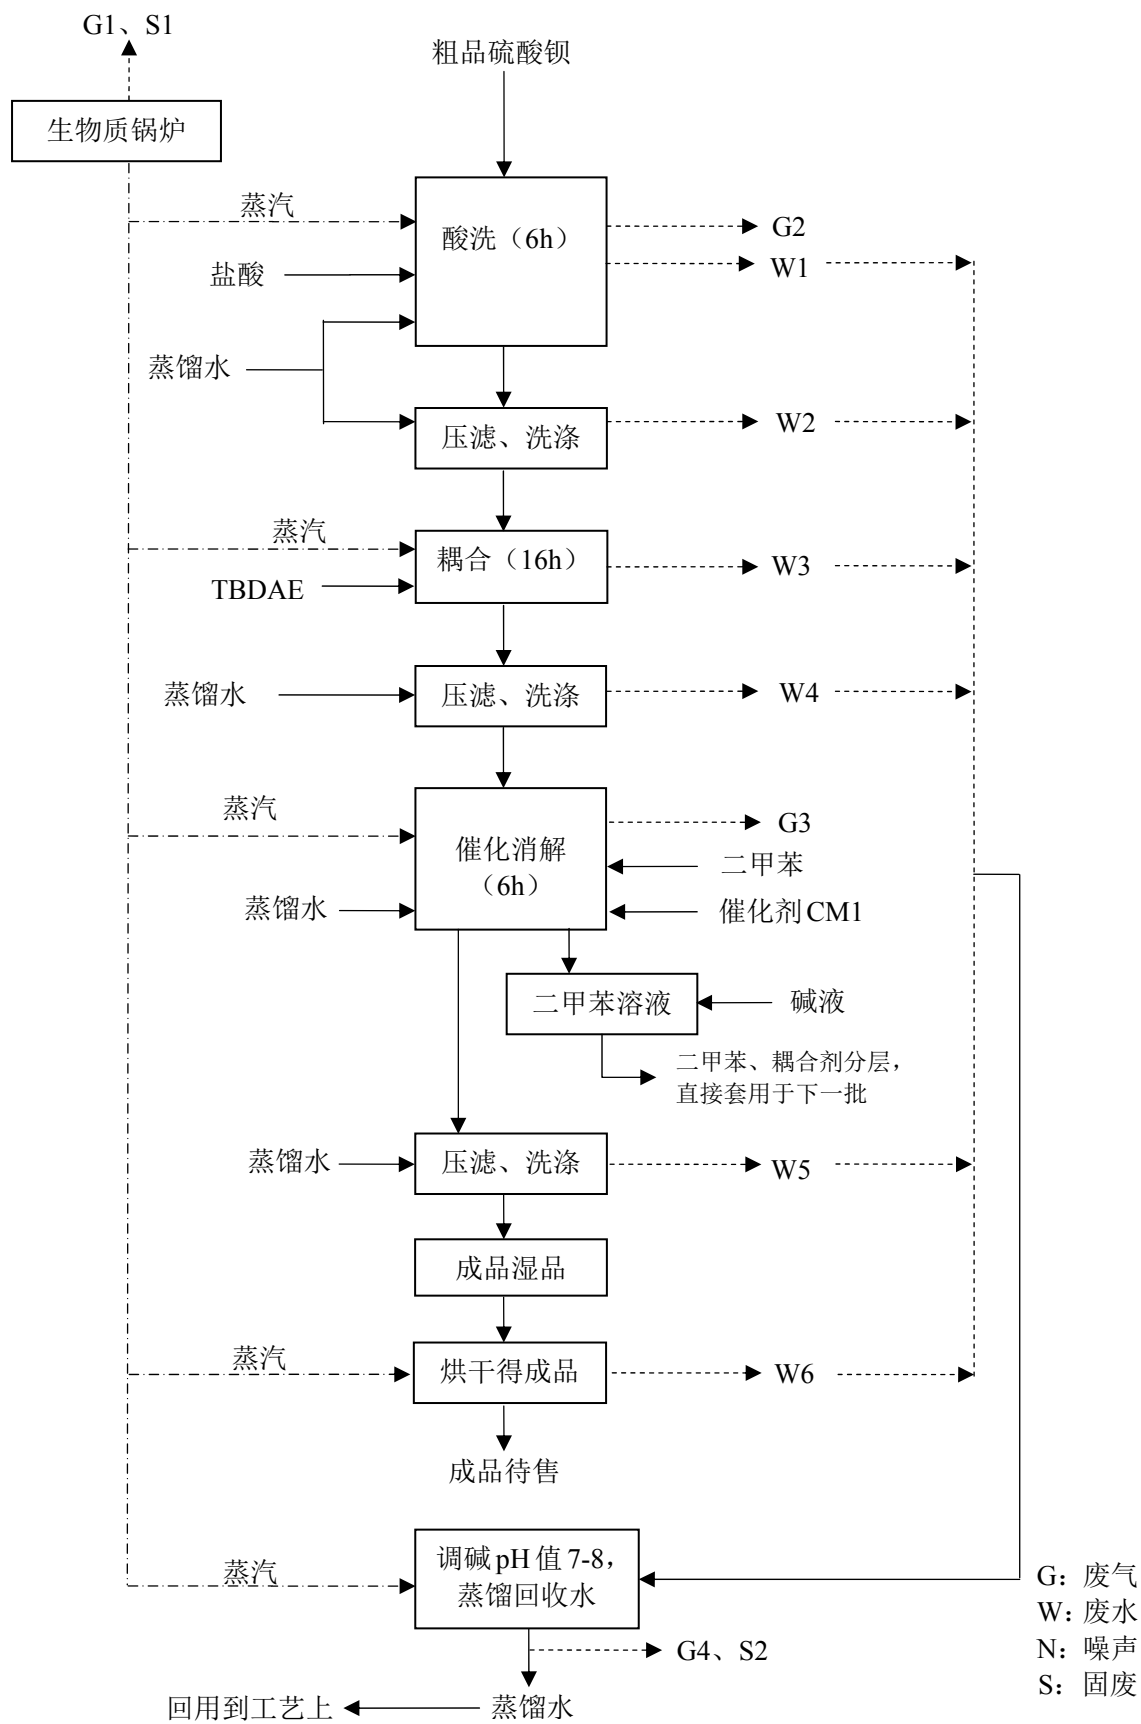 G1、S1
粗品硫酸钡
生物质锅炉
蒸汽
酸洗（6h）
G2
W1
盐酸
蒸馏水
压滤、洗涤
W2
蒸汽
耦合（16h）
W3
TBDAE
蒸馏水
压滤、洗涤
W4
蒸汽
G3
催化消解
（6h）
二甲苯
蒸馏水
催化剂CM1
二甲苯溶液
碱液
二甲苯、耦合剂分层，
直接套用于下一批
蒸馏水
压滤、洗涤
W5
成品湿品
蒸汽
烘干得成品
W6
成品待售
蒸汽
调碱pH值7-8，
蒸馏回收水
G：废气
W：废水
N：噪声
S：固废
G4、S2
回用到工艺上
蒸馏水